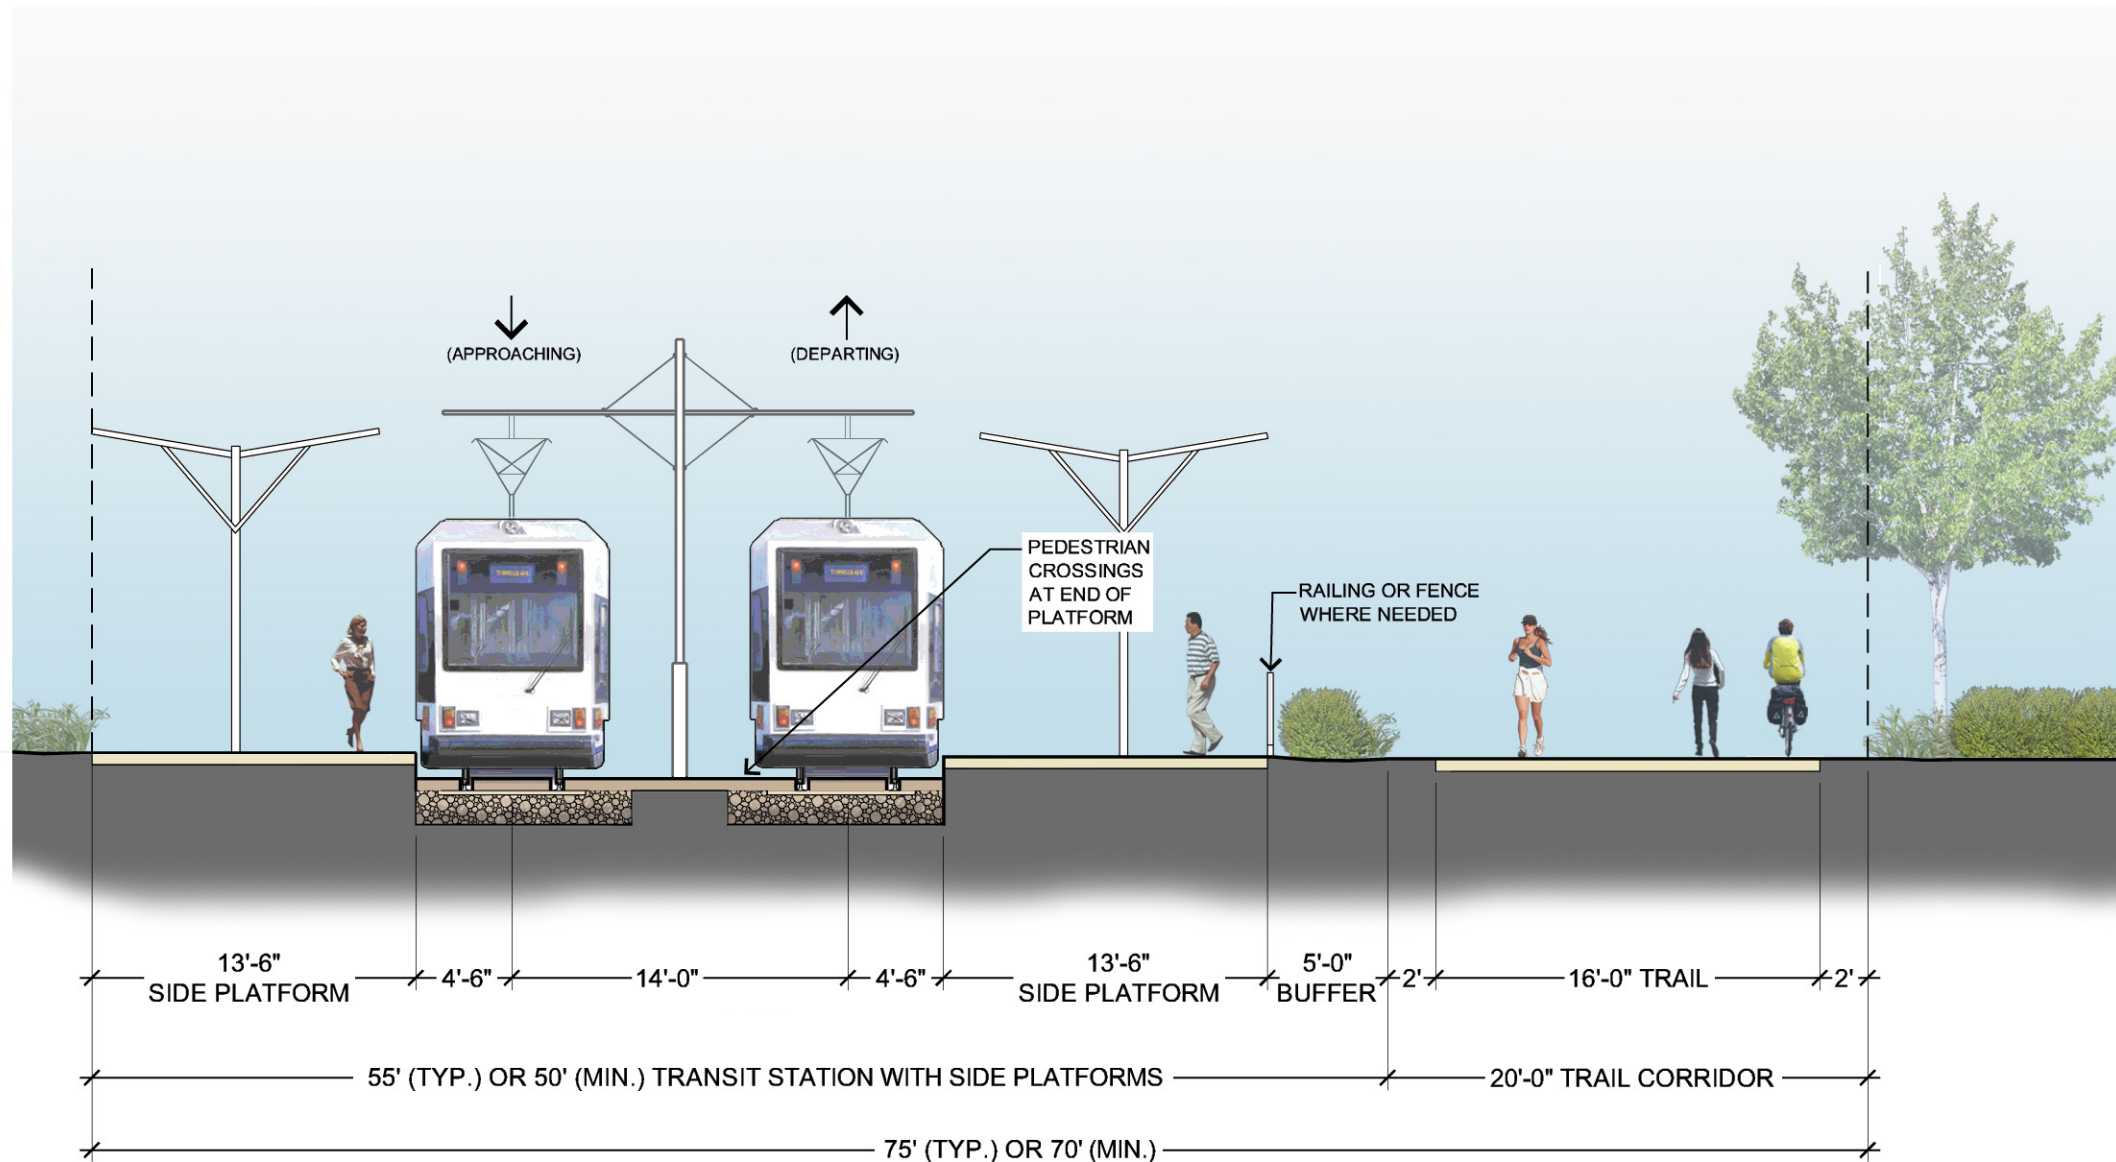 (APPROACHING)
(DEPARTING)
PEDESTRIAN
CROSSINGS
AT END OF
PLATFORM
RAILING OR FENCE
WHERE NEEDED
13'-6"
SIDE PLATFORM
4'-6"
14'-0"
4'-6"
13'-6"
SIDE PLATFORM
5'-0"
BUFFER
2'
16'-0" TRAIL
2'
55' (TYP.) OR 50' (MIN.) TRANSIT STATION WITH SIDE PLATFORMS
20'-0" TRAIL CORRIDOR
75' (TYP.) OR 70' (MIN.)